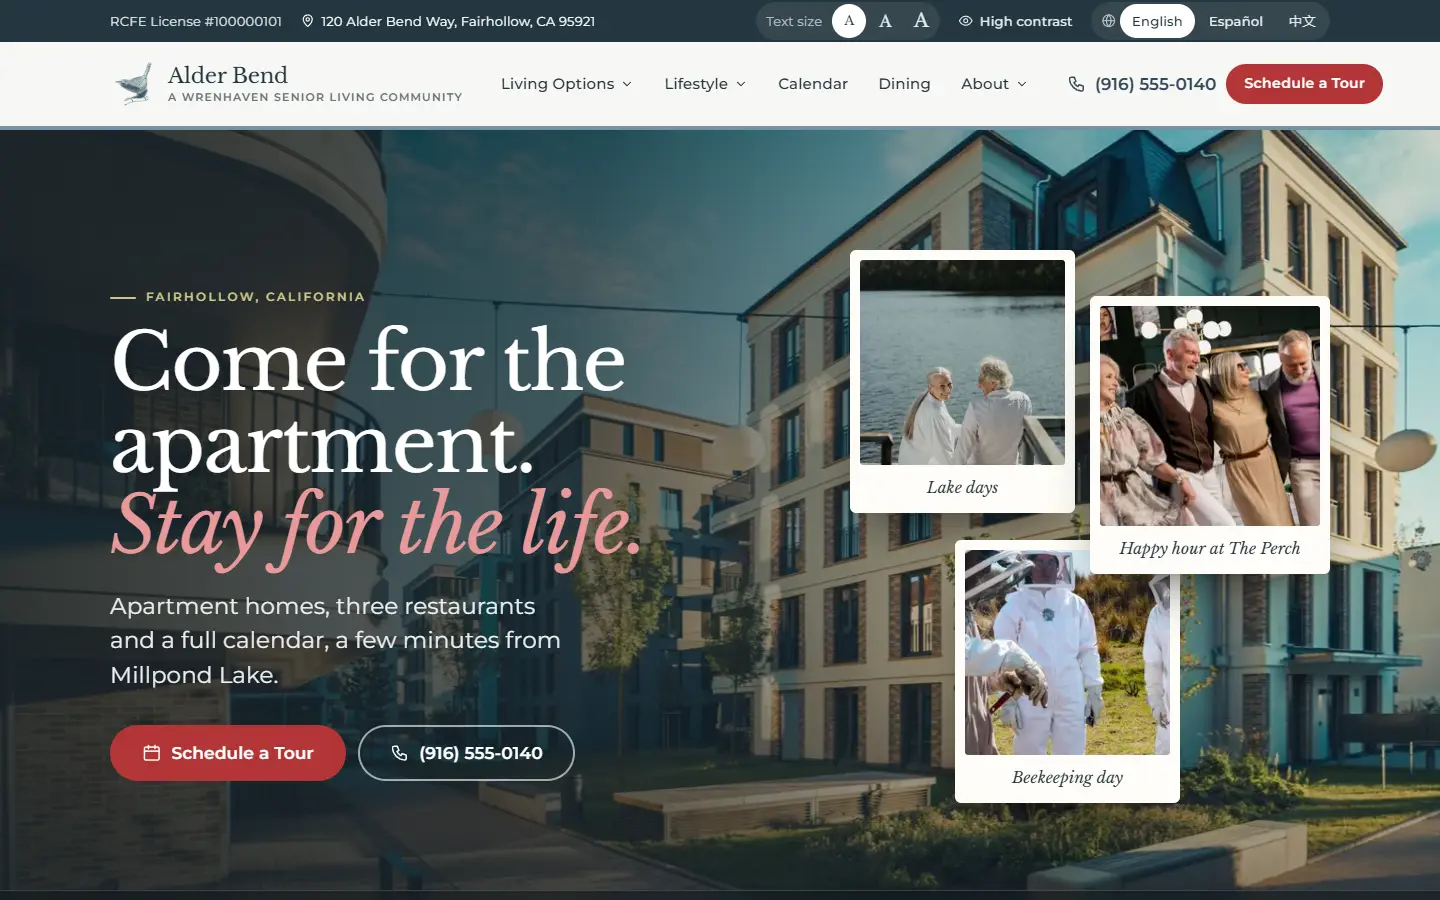 RCFE License #100000101
120 Alder Bend Way, Fairhollow, CA 95921
Text size A A A
High contrast
English Español 中文
Alder Bend
A WRENHAVEN SENIOR LIVING COMMUNITY
Living Options Lifestyle Calendar Dining About
(916) 555-0140
Schedule a Tour
FAIRHOLLOW, CALIFORNIA
Come for the
apartment.
Stay for the life.
Apartment homes, three restaurants
and a full calendar, a few minutes from
Millpond Lake.
Schedule a Tour
(916) 555-0140
Lake days
Happy hour at The Perch
Beekeeping day